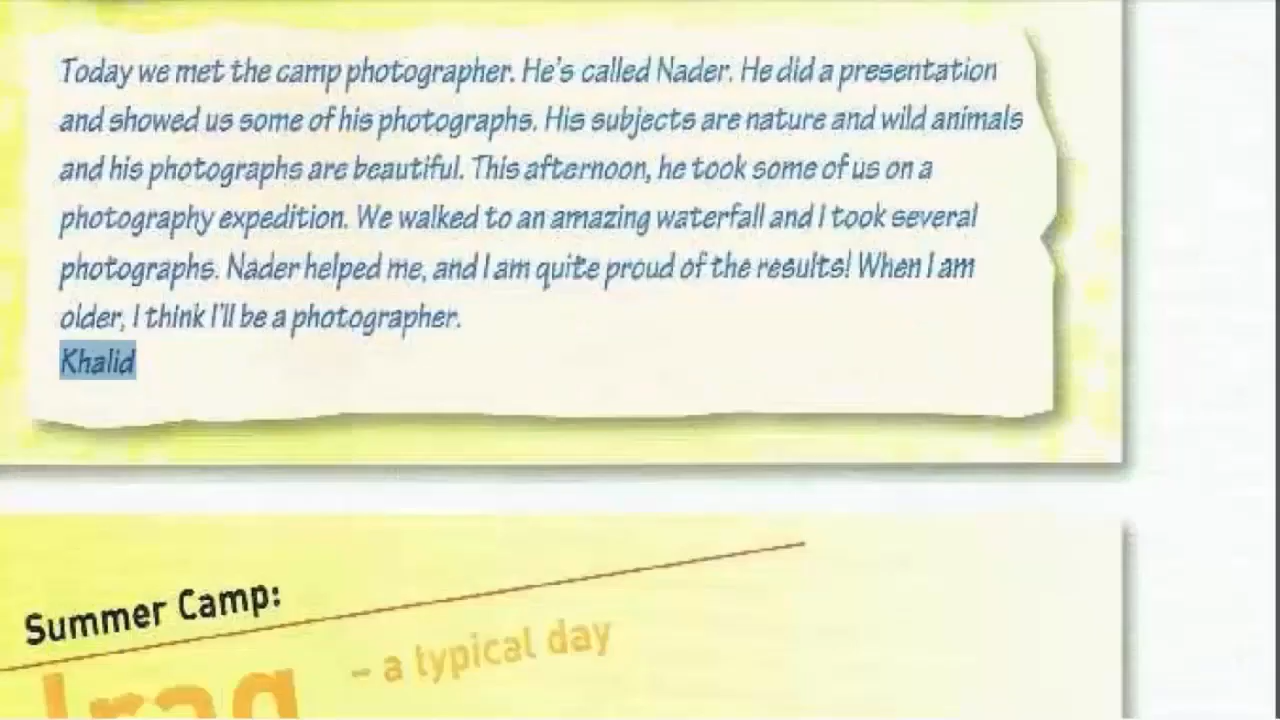 Today we met the camp photographer. He's called Nader. He did a presentation
and showed us some of his photographs. His subjects are nature and wild animals
and his photographs are beautiful. This afternoon, he took some of us on a
photography expedition. We walked to an amazing waterfall and I took several
photographs. Nader helped me, and I am quite proud of the results! When I am
older, I think I'll be a photographer.
Khalid
Summer Camp:
Iraq – a typical day